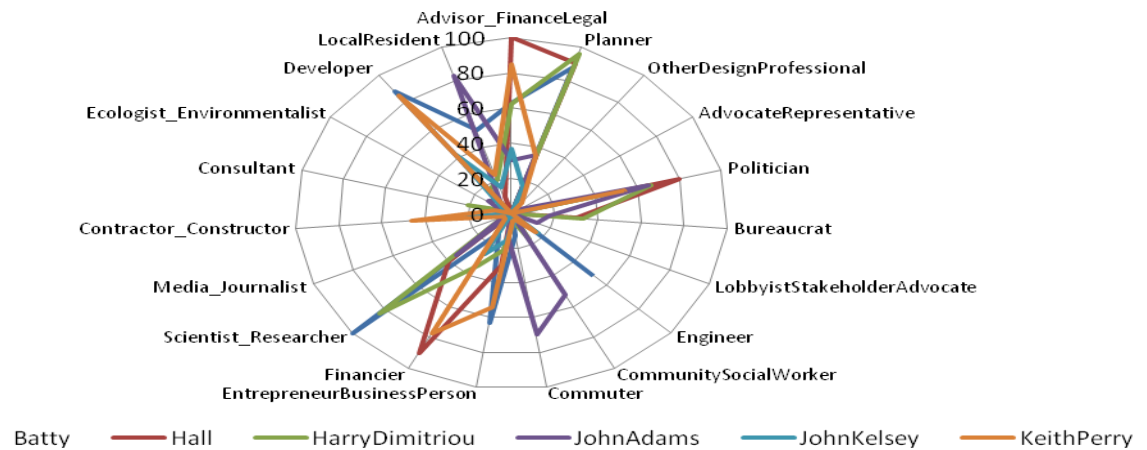 Advisor_FinanceLegal
LocalResident
Planner
Developer
OtherDesignProfessional
Ecologist_Environmentalist
AdvocateRepresentative
Consultant
Politician
Contractor_Constructor
Bureaucrat
Media_Journalist
LobbyistStakeholderAdvocate
Scientist_Researcher
Engineer
Financier
CommunitySocialWorker
EntrepreneurBusinessPerson
Commuter
100
80
60
40
20
0
Batty Hall HarryDimitriou JohnAdams JohnKelsey KeithPerry